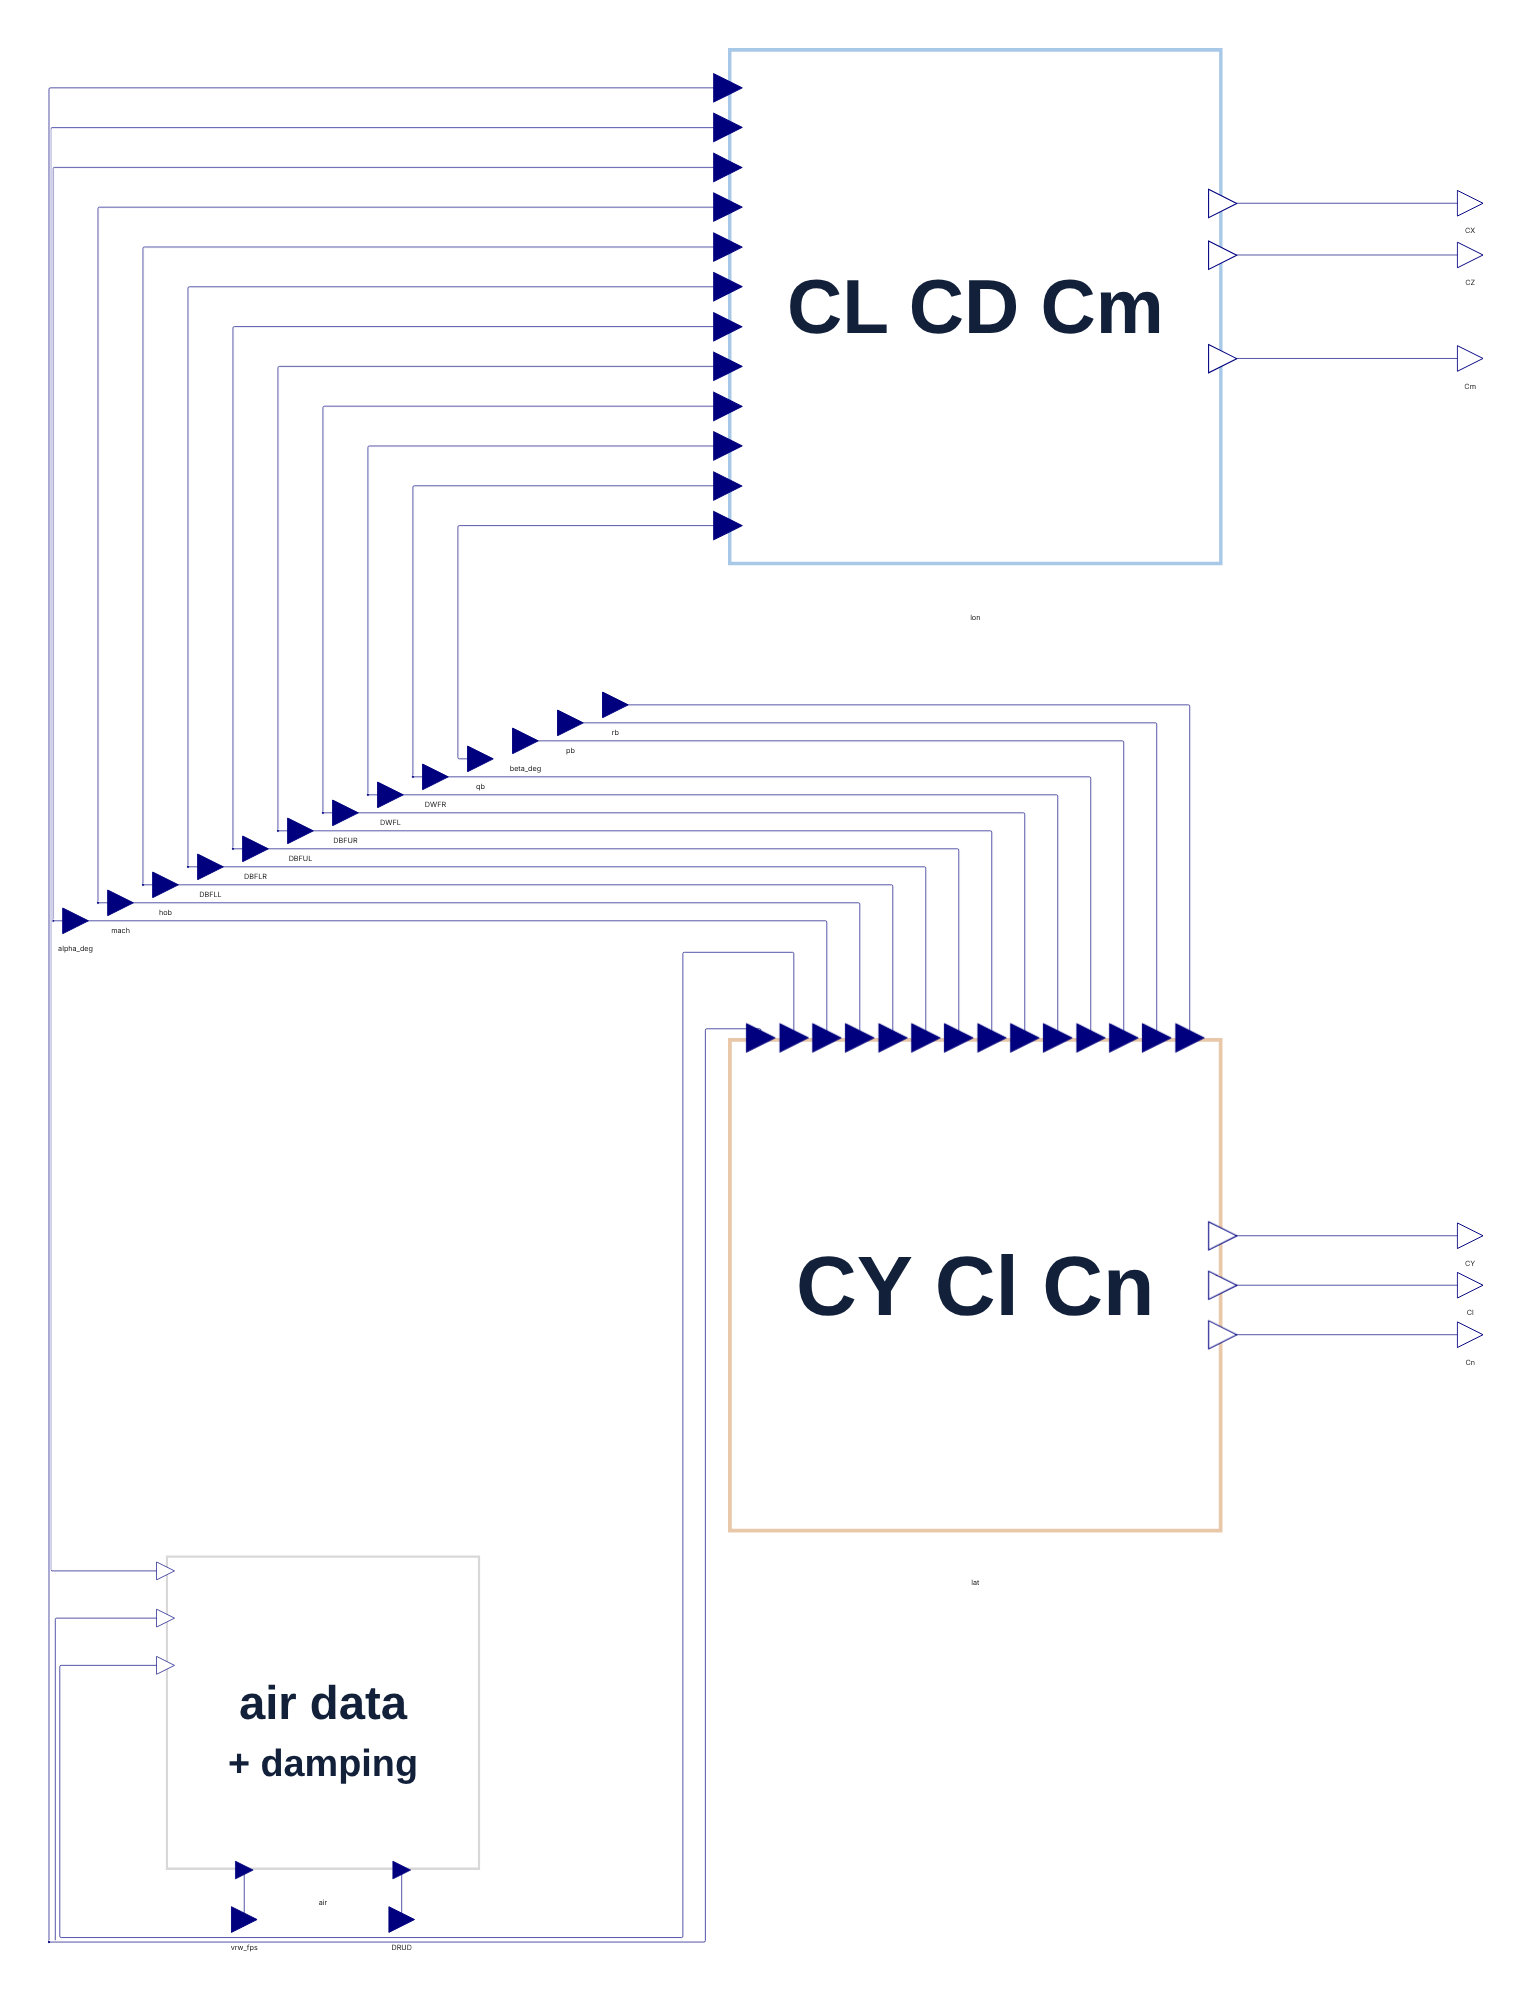 CX
CZ
CL CD Cm
Cm
lon
rb
pb
beta_deg
qb
DWFR
DWFL
DBFUR
DBFUL
DBFLR
DBFLL
hob
mach
alpha_deg
CY
CY Cl Cn
Cl
Cn
lat
air data
+ damping
air
vrw_fps
DRUD